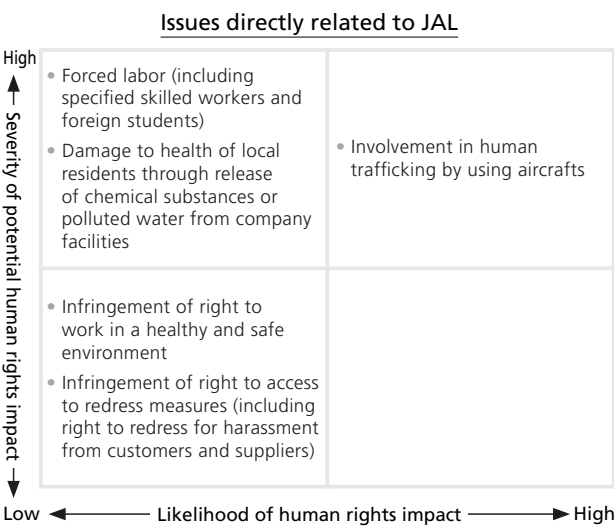 Issues directly related to JAL
High
Severity of potential human rights impact
• Forced labor (including
specified skilled workers and
foreign students)
• Damage to health of local
residents through release
of chemical substances or
polluted water from company
facilities
• Involvement in human
trafficking by using aircrafts
• Infringement of right to
work in a healthy and safe
environment
• Infringement of right to access
to redress measures (including
right to redress for harassment
from customers and suppliers)
Low
Likelihood of human rights impact
High